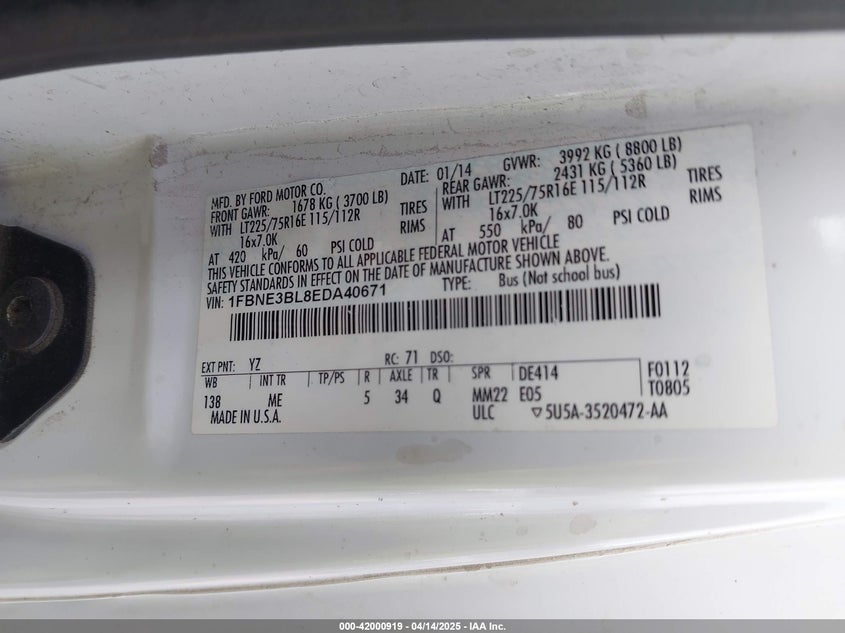 MFD. BY FORD MOTOR CO.
DATE: 01/14
GVWR: 3992 KG ( 8800 LB)
FRONT GAWR: 1678 KG ( 3700 LB)
REAR GAWR: 2431 KG ( 5360 LB)
WITH LT225/75R16E 115/112R TIRES
WITH LT225/75R16E 115/112R TIRES
16x7.0K RIMS
16x7.0K RIMS
AT 420 kPa/ 60 PSI COLD
AT 550 kPa/ 80 PSI COLD
THIS VEHICLE CONFORMS TO ALL APPLICABLE FEDERAL MOTOR VEHICLE
SAFETY STANDARDS IN EFFECT ON THE DATE OF MANUFACTURE SHOWN ABOVE.
VIN: 1FBNE3BL8EDA40671
TYPE: Bus (Not school bus)
EXT PNT: YZ RC: 71 DSO:
WB INT TR TP/PS R AXLE TR SPR DE414 F0112
138 ME 5 34 Q MM22 E05 T0805
MADE IN U.S.A. ULC ▽5U5A-3520472-AA
000-42000919 - 04/14/2025 - IAA Inc.